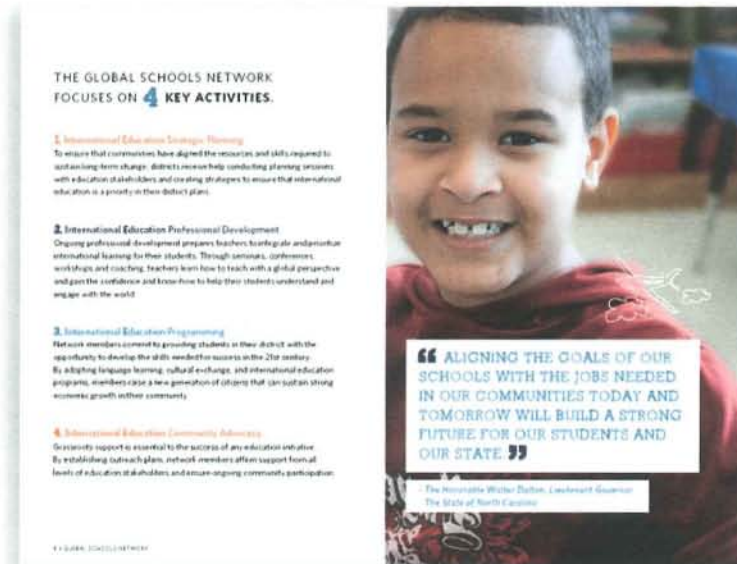 THE GLOBAL SCHOOLS NETWORK
FOCUSES ON 4 KEY ACTIVITIES.
1. International Education Strategic Planning
To ensure that communities have aligned the resources and skills required to
sustain long-term change, districts receive help conducting planning sessions
with education stakeholders and creating strategies to ensure that international
education is a priority in their district plans.
2. International Education Professional Development
Ongoing professional development prepares teachers to integrate and prioritize
international learning for their students. Through seminars, conferences,
workshops and coaching, teachers learn how to teach with a global perspective
and gain the confidence and know-how to help their students understand and
engage with the world.
3. International Education Programming
Network members commit to providing students in their district with the
opportunity to develop the skills needed for success in the 21st century.
By adopting language learning, cultural exchange, and international education
programs, members raise a new generation of citizens that can sustain strong
economic growth in their community.
4. International Education Community Advocacy
Grassroots support is essential to the success of any education initiative.
By establishing outreach plans, network members affirm support from all
levels of education stakeholders and ensure ongoing community participation.
GLOBAL SCHOOLS NETWORK
“ ALIGNING THE GOALS OF OUR
SCHOOLS WITH THE JOBS NEEDED
IN OUR COMMUNITIES TODAY AND
TOMORROW WILL BUILD A STRONG
FUTURE FOR OUR STUDENTS AND
OUR STATE. ”
- The Honorable Walter Dalton, Lieutenant Governor
The State of North Carolina